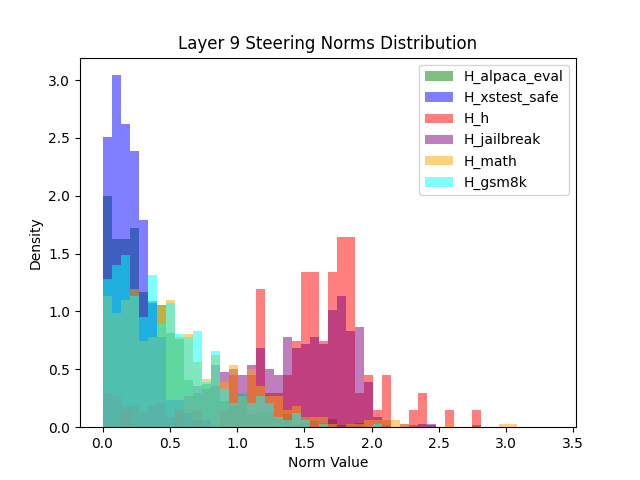 Layer 9 Steering Norms Distribution
H_alpaca_eval
H_xstest_safe
H_h
H_jailbreak
H_math
H_gsm8k
Density
3.0
2.5
2.0
1.5
1.0
0.5
0.0
0.0 0.5 1.0 1.5 2.0 2.5 3.0 3.5
Norm Value